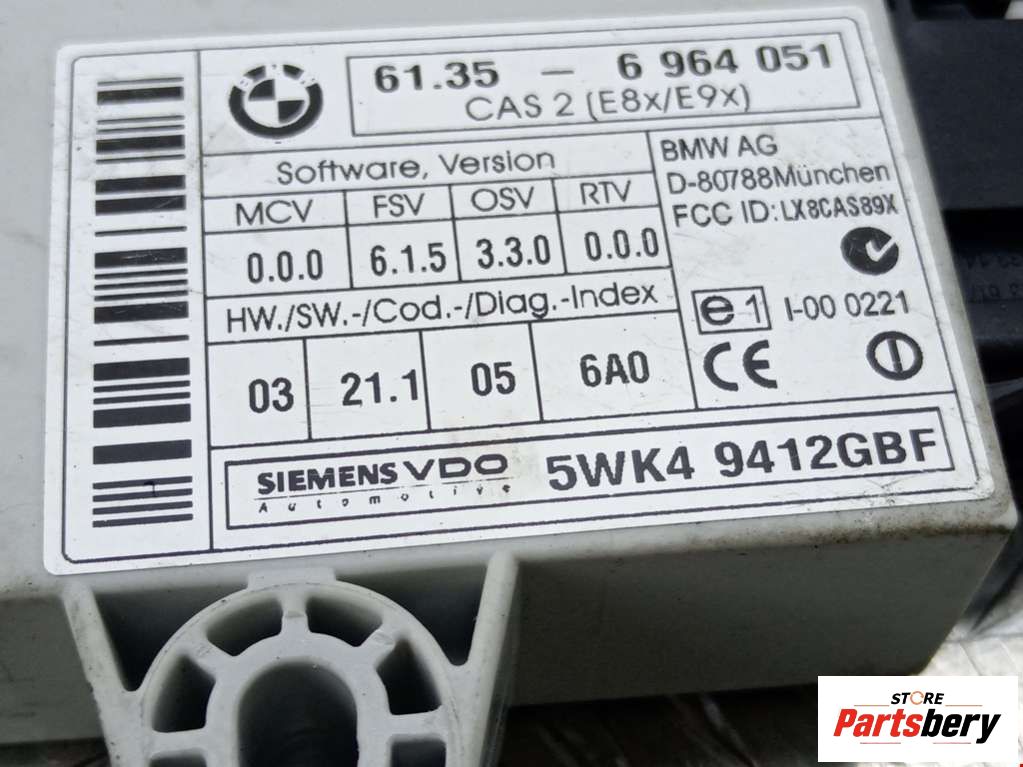 BMW
61.35 – 6 964 051
CAS 2 (E8x/E9x)
Software, Version
MCV FSV OSV RTV
0.0.0 6.1.5 3.3.0 0.0.0
HW./SW.-/Cod.-/Diag.-Index
03 21.1 05 6A0
BMW AG
D-80788München
FCC ID: LX8CAS89X
e1 I-00 0221
CE
SIEMENS VDO
Automotive
5WK4 9412GBF
STORE
Partsbery